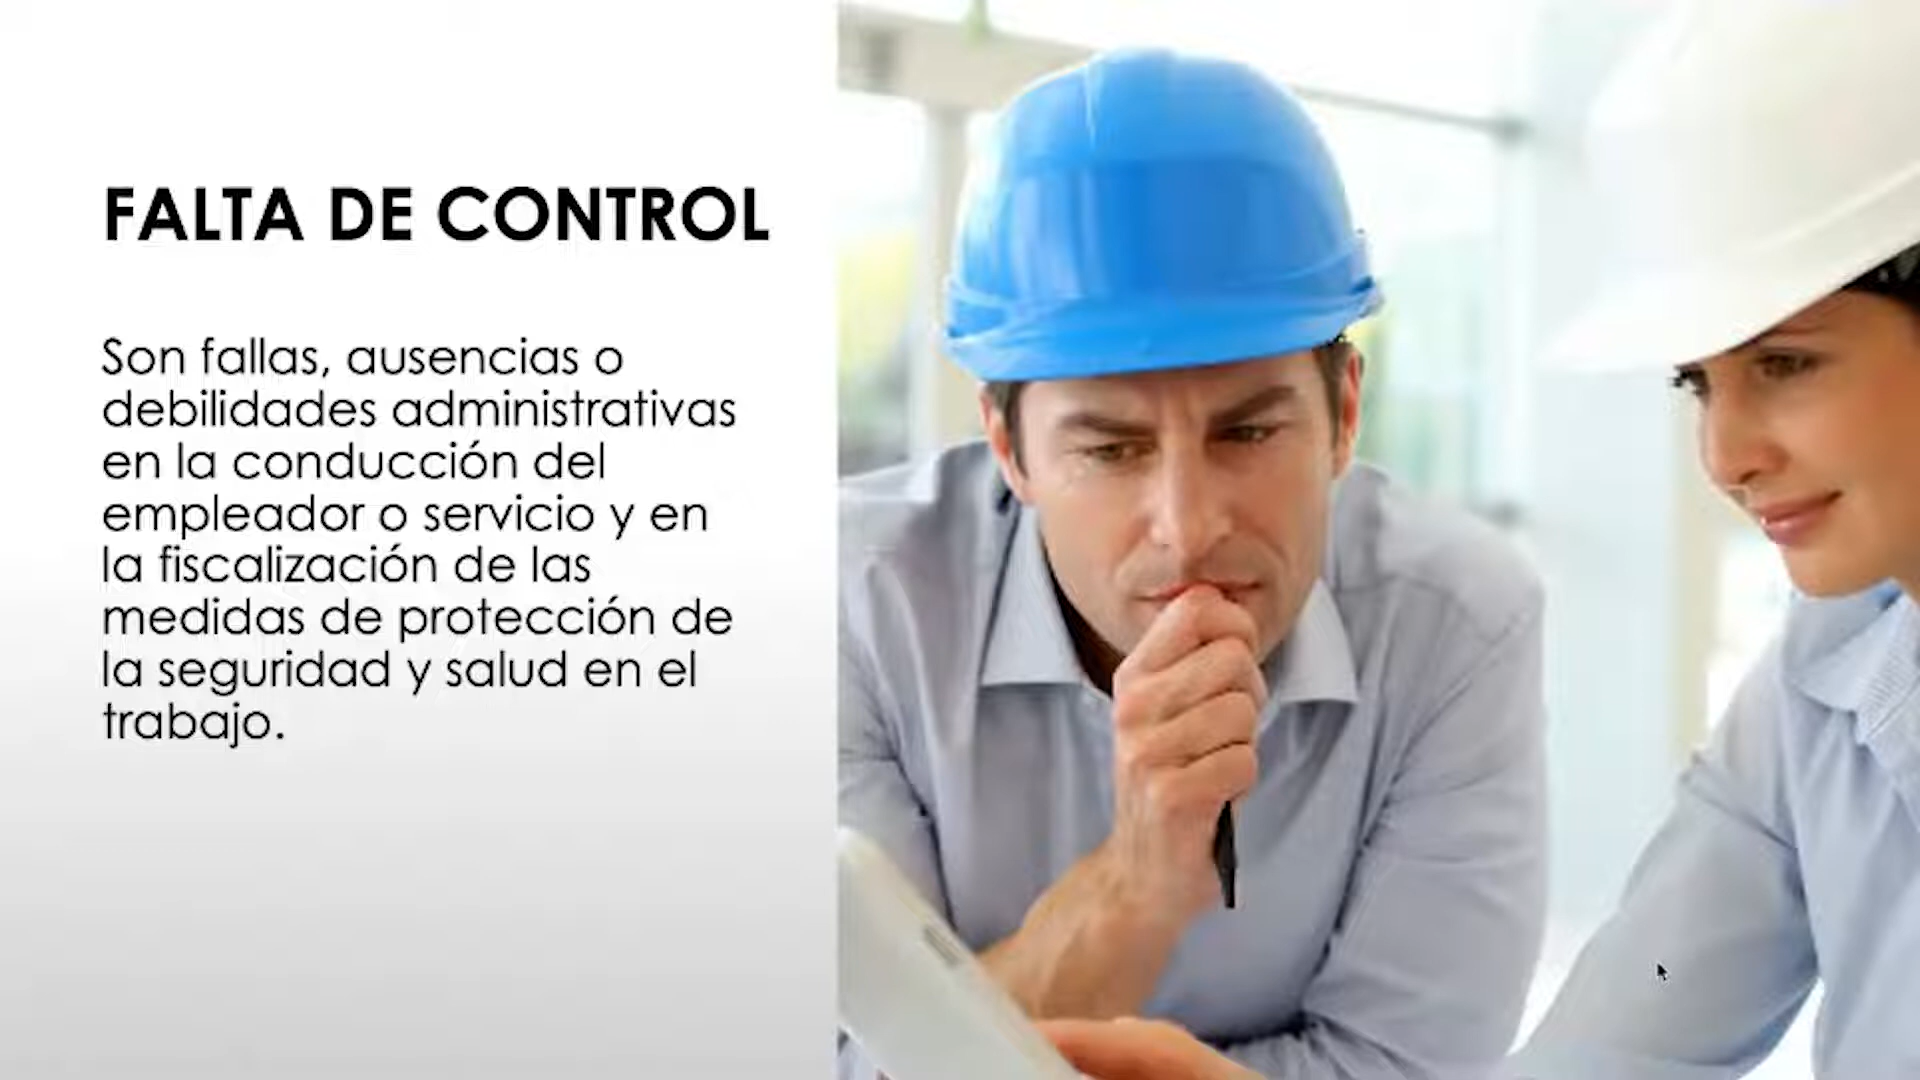 FALTA DE CONTROL
Son fallas, ausencias o
debilidades administrativas
en la conducción del
empleador o servicio y en
la fiscalización de las
medidas de protección de
la seguridad y salud en el
trabajo.